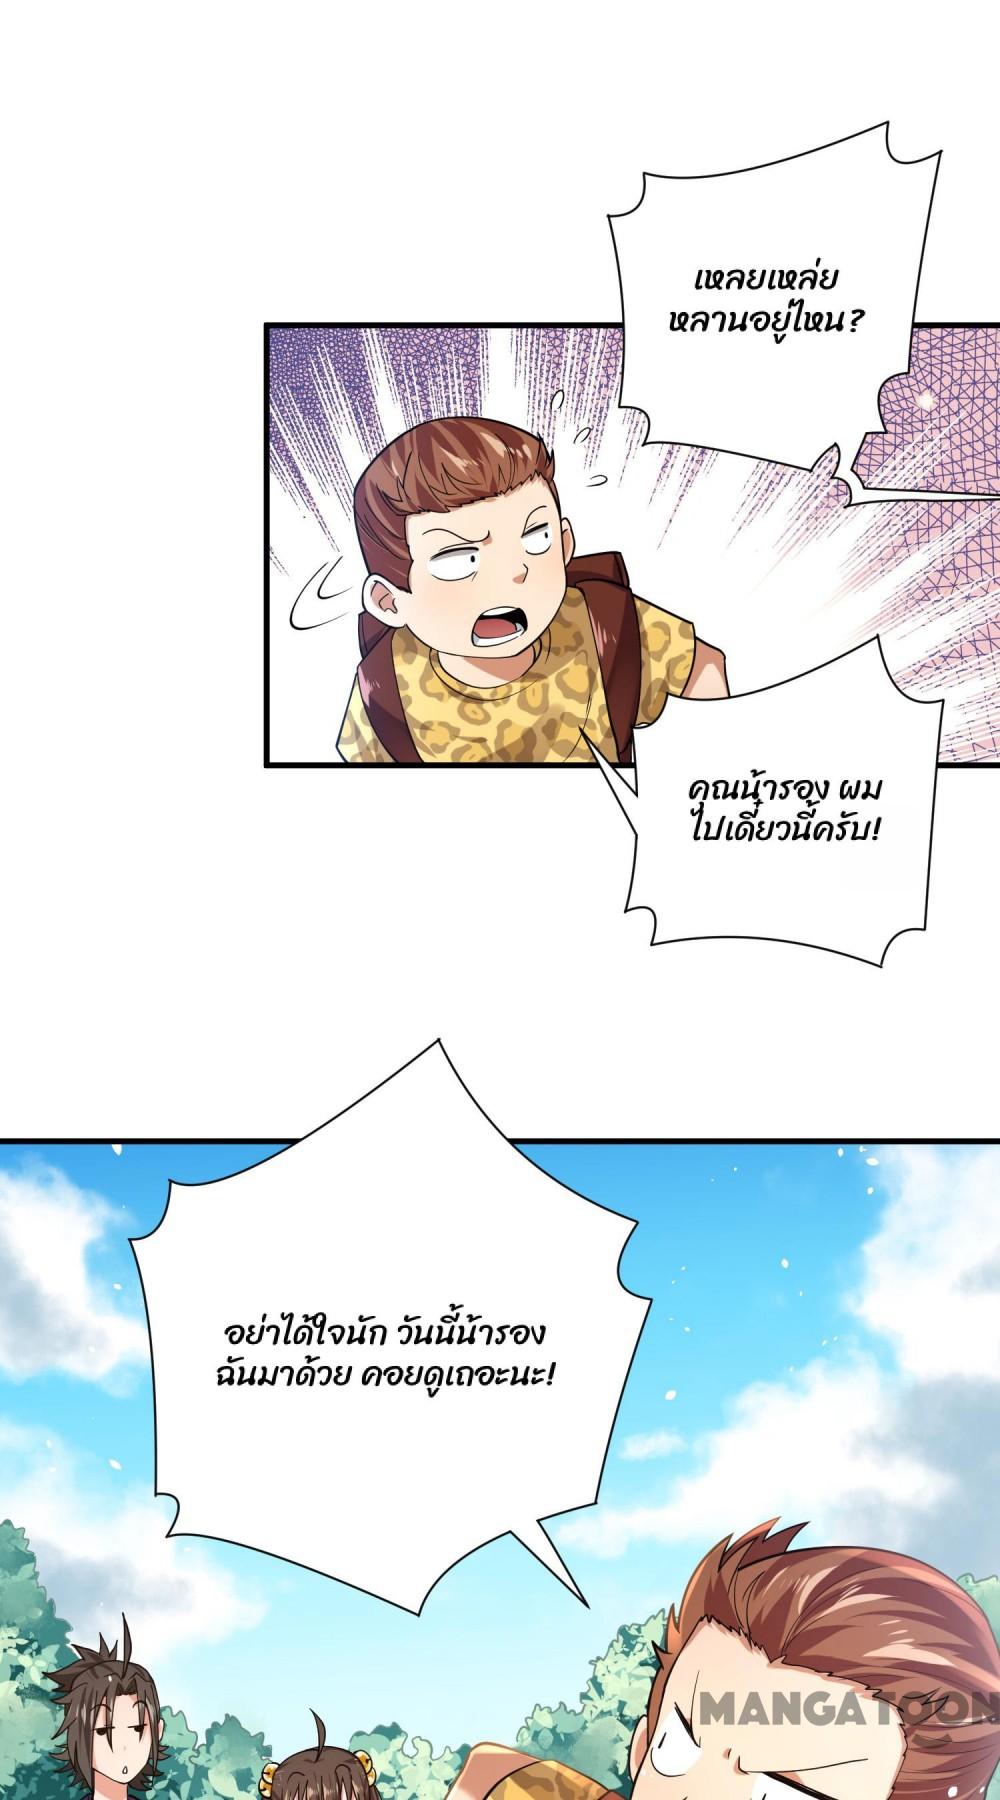 เหลยเหล่ย
หลานอยู่ไหน?
คุณน้ารอง ผม
ไปเดี๋ยวนี้ครับ!
อย่าได้ใจนัก วันนี้น้ารอง
ฉันมาด้วย คอยดูเถอะนะ!
MANGATOON